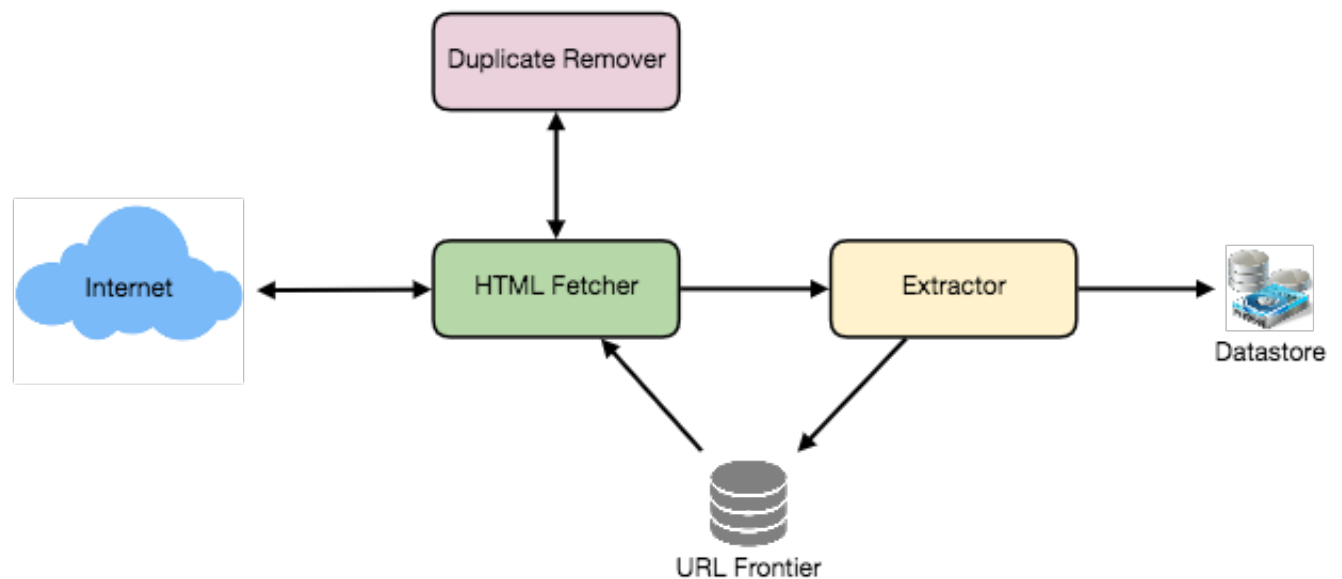 Duplicate Remover
Internet
HTML Fetcher
Extractor
Datastore
URL Frontier